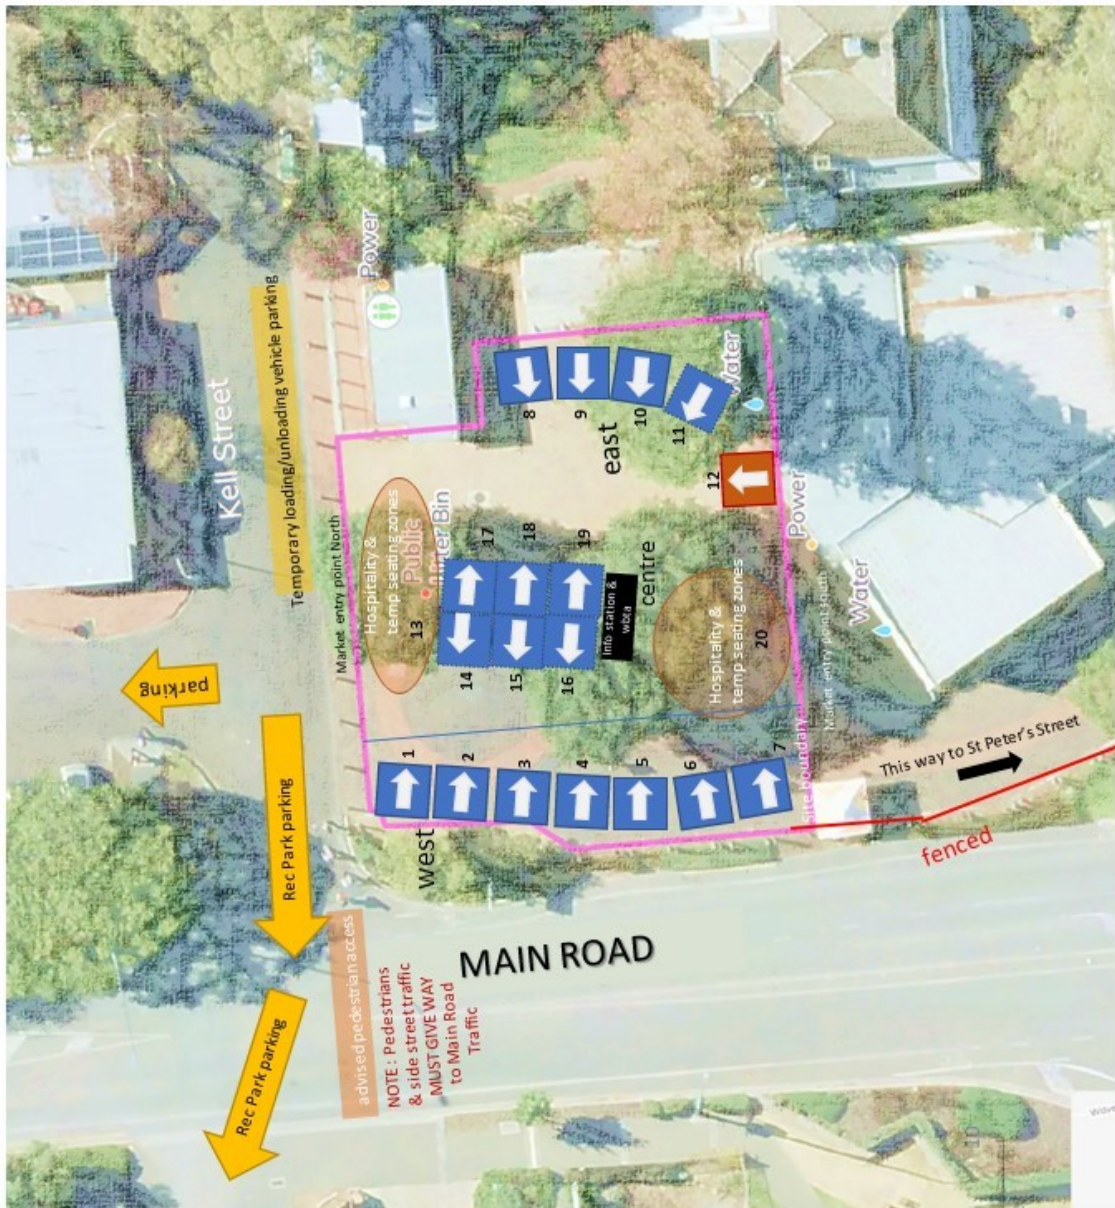 Kell Street
Temporary loading/unloading vehicle parking
Power
parking
Rec Park parking
Rec Park parking
Market entry point North
Hospitality &
temp seating zones
13
Public
Bin
8
9
10
11
east
Water
12
Power
17
18
19
14
15
16
Info station &
wbta
centre
Hospitality &
temp seating zones
20
Market entry point south
Water
1
2
3
4
5
6
7
Site boundary
west
This way to St Peter's Street
fenced
MAIN ROAD
advised pedestrian access
NOTE : Pedestrians
& side street traffic
MUST GIVE WAY
to Main Road
Traffic